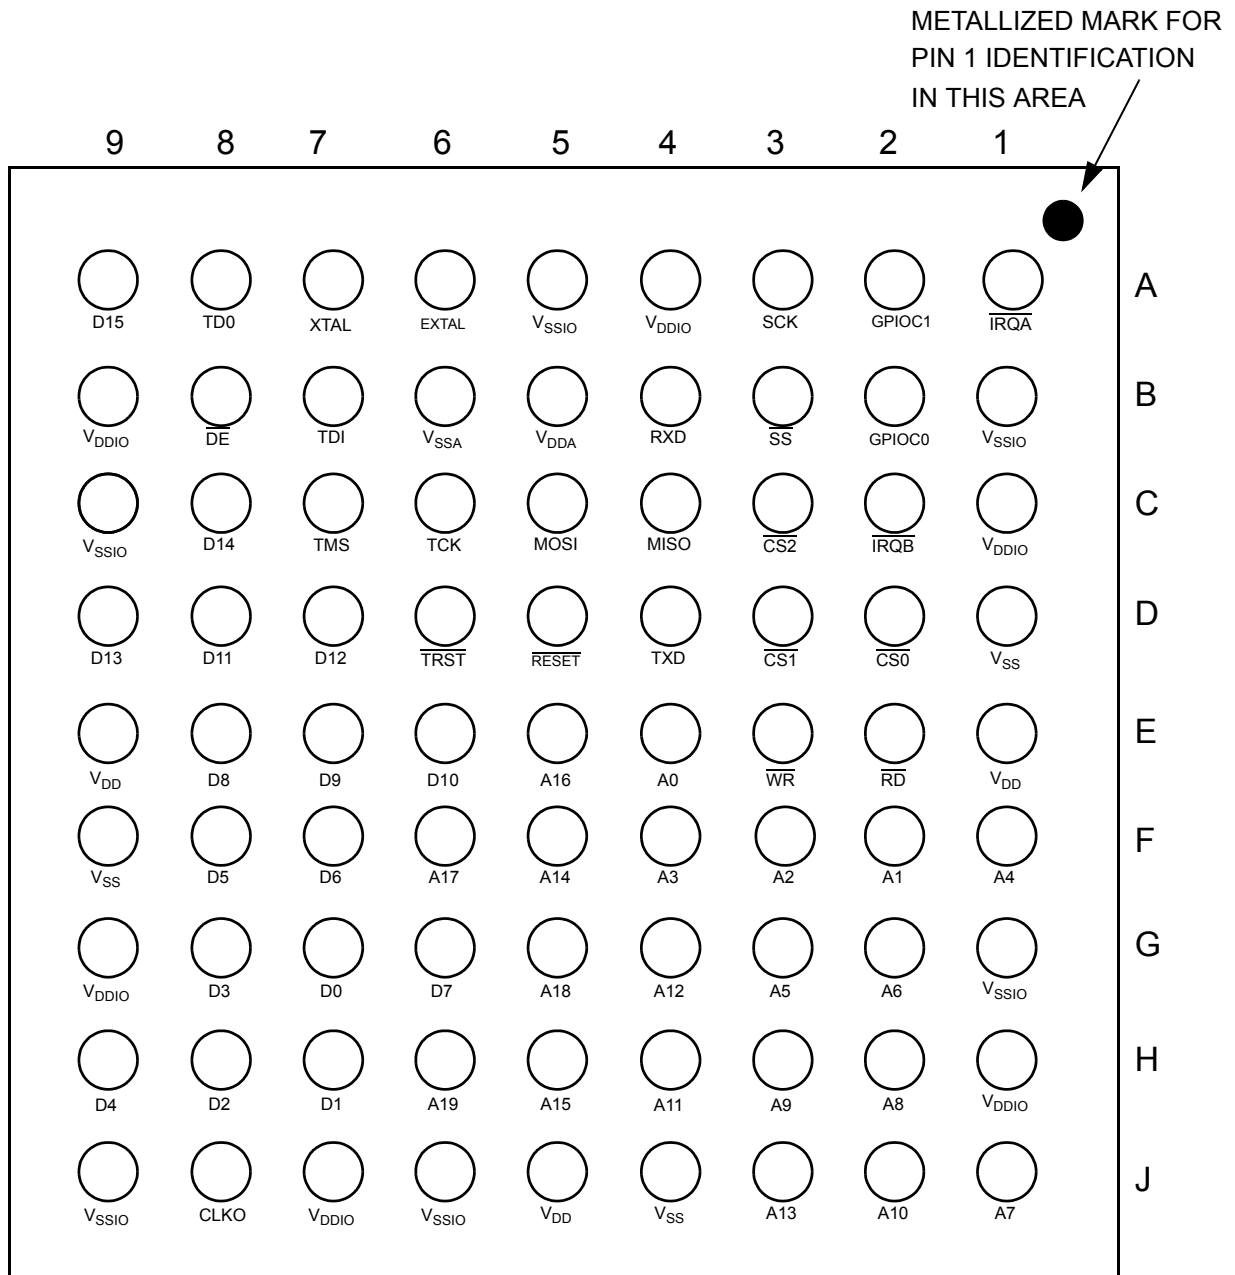 METALLIZED MARK FOR
PIN 1 IDENTIFICATION
IN THIS AREA
9 8 7 6 5 4 3 2 1
A
D15 TD0 XTAL EXTAL VSSIO VDDIO SCK GPIOC1 IRQA
B
VDDIO DE TDI VSSA VDDA RXD SS GPIOC0 VSSIO
C
VSSIO D14 TMS TCK MOSI MISO CS2 IRQB VDDIO
D
D13 D11 D12 TRST RESET TXD CS1 CS0 VSS
E
VDD D8 D9 D10 A16 A0 WR RD VDD
F
VSS D5 D6 A17 A14 A3 A2 A1 A4
G
VDDIO D3 D0 D7 A18 A12 A5 A6 VSSIO
H
D4 D2 D1 A19 A15 A11 A9 A8 VDDIO
J
VSSIO CLKO VDDIO VSSIO VDD VSS A13 A10 A7